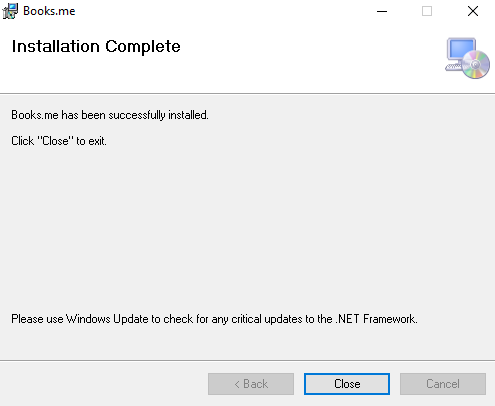 Books.me
Installation Complete
Books.me has been successfully installed.
Click "Close" to exit.
Please use Windows Update to check for any critical updates to the .NET Framework.
< Back
Close
Cancel